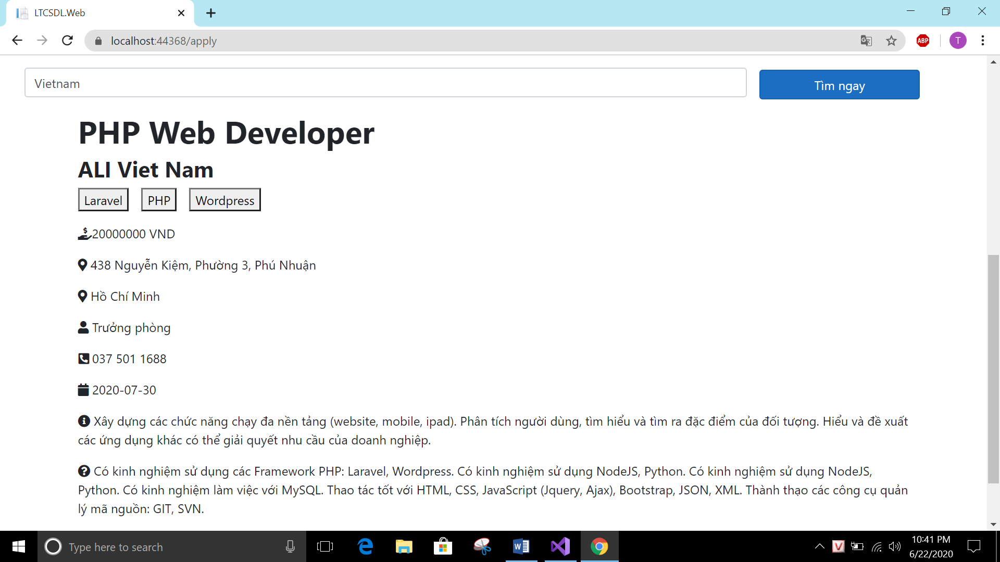 LTCSDL.Web
localhost:44368/apply
ABP
T
Vietnam
Tìm ngay
PHP Web Developer
ALI Viet Nam
Laravel PHP Wordpress
20000000 VND
438 Nguyễn Kiệm, Phường 3, Phú Nhuận
Hồ Chí Minh
Trưởng phòng
037 501 1688
2020-07-30
Xây dựng các chức năng chạy đa nền tảng (website, mobile, ipad). Phân tích người dùng, tìm hiểu và tìm ra đặc điểm của đối tượng. Hiểu và đề xuất
các ứng dụng khác có thể giải quyết nhu cầu của doanh nghiệp.
Có kinh nghiệm sử dụng các Framework PHP: Laravel, Wordpress. Có kinh nghiệm sử dụng NodeJS, Python. Có kinh nghiệm sử dụng NodeJS,
Python. Có kinh nghiệm làm việc với MySQL. Thao tác tốt với HTML, CSS, JavaScript (Jquery, Ajax), Bootstrap, JSON, XML. Thành thạo các công cụ quản
lý mã nguồn: GIT, SVN.
Type here to search
10:41 PM
6/22/2020